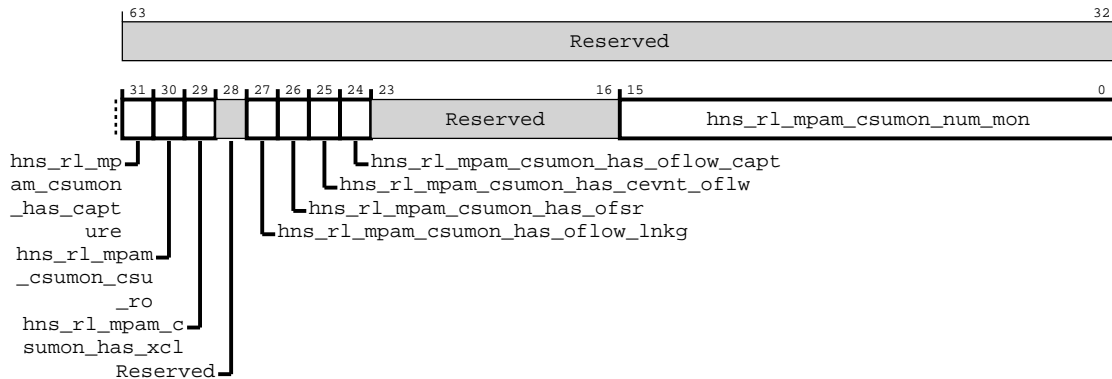 63 32
Reserved
31 30 29 28 27 26 25 24 23 16 15 0
Reserved hns_rl_mpam_csumon_num_mon
hns_rl_mp
am_csumon
_has_capt
ure
hns_rl_mpam
_csumon_csu
_ro
hns_rl_mpam_c
sumon_has_xcl
Reserved
hns_rl_mpam_csumon_has_oflow_capt
hns_rl_mpam_csumon_has_cevnt_oflw
hns_rl_mpam_csumon_has_ofsr
hns_rl_mpam_csumon_has_oflow_lnkg